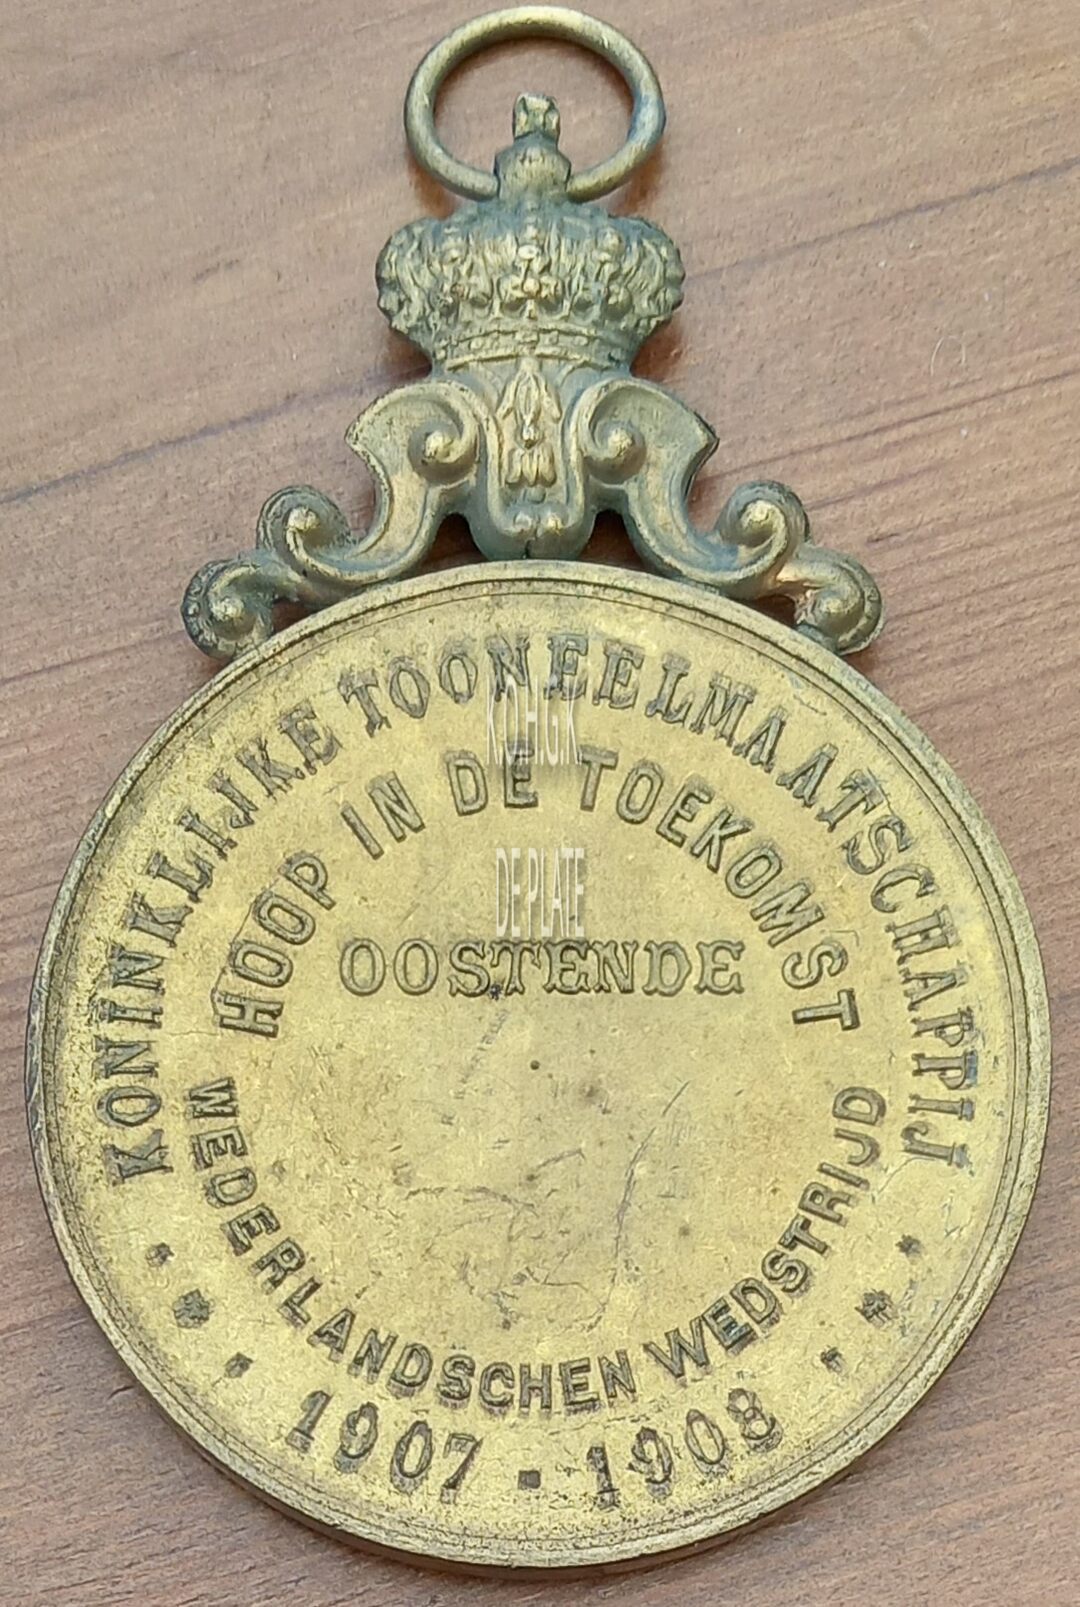 KONINKLIJKE TOONEELMAATSCHAPPIJ
HOOP IN DE TOEKOMST
OOSTENDE
WEDERLANDSCHEN WEDSTRIJD
1907 - 1908
K.O.H.G.K.
DE PLATE